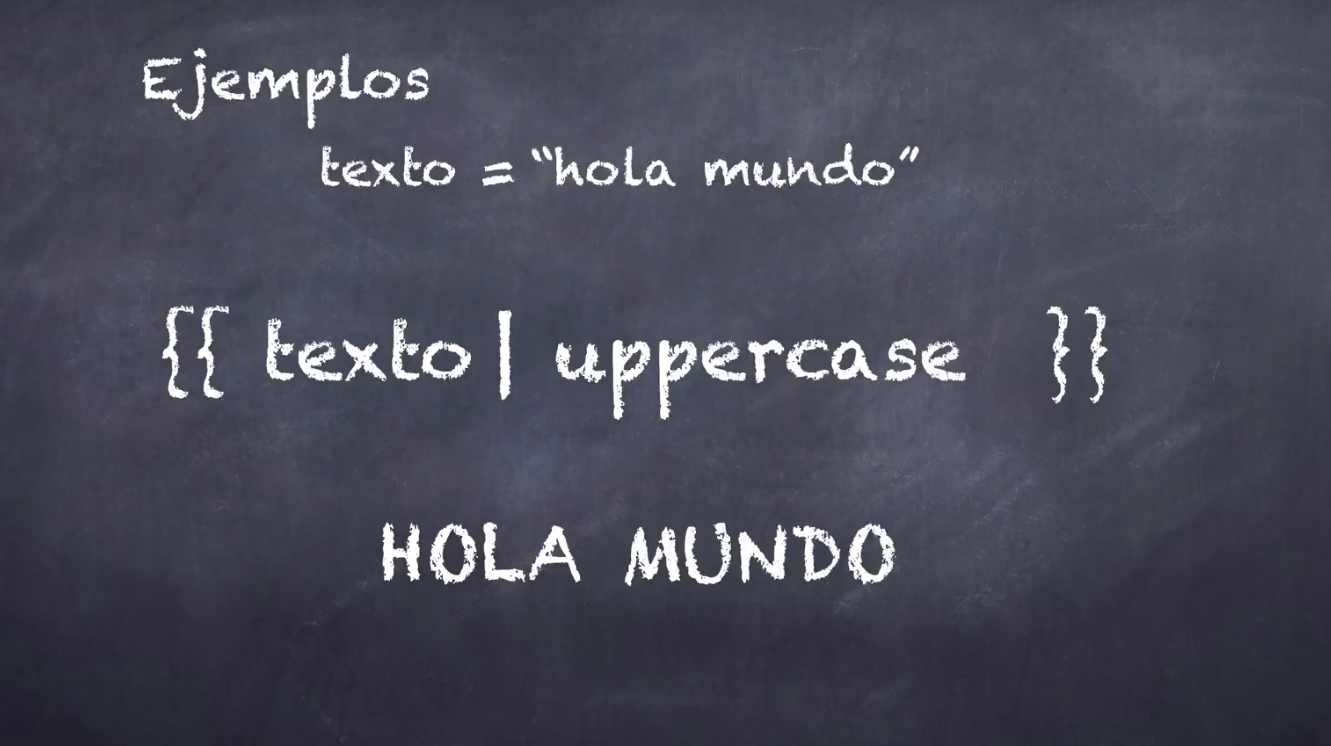 Ejemplos
texto = “hola mundo”
{{ texto | uppercase }}
HOLA MUNDO